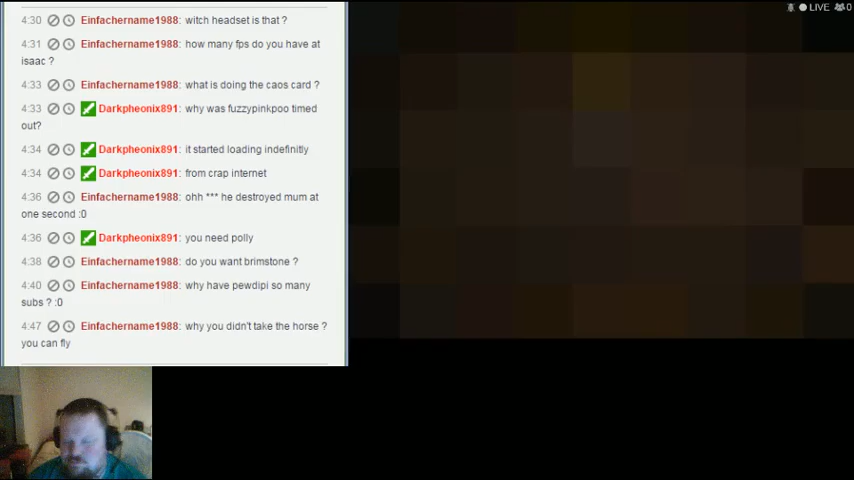 LIVE 0
4:30 Einfachername1988: witch headset is that ?
4:31 Einfachername1988: how many fps do you have at
isaac ?
4:33 Einfachername1988: what is doing the caos card ?
4:33 Darkpheonix891: why was fuzzypinkpoo timed
out?
4:34 Darkpheonix891: it started loading indefinitly
4:34 Darkpheonix891: from crap internet
4:36 Einfachername1988: ohh *** he destroyed mum at
one second :0
4:36 Darkpheonix891: you need polly
4:38 Einfachername1988: do you want brimstone ?
4:40 Einfachername1988: why have pewdipi so many
subs ? :0
4:47 Einfachername1988: why you didn't take the horse ?
you can fly